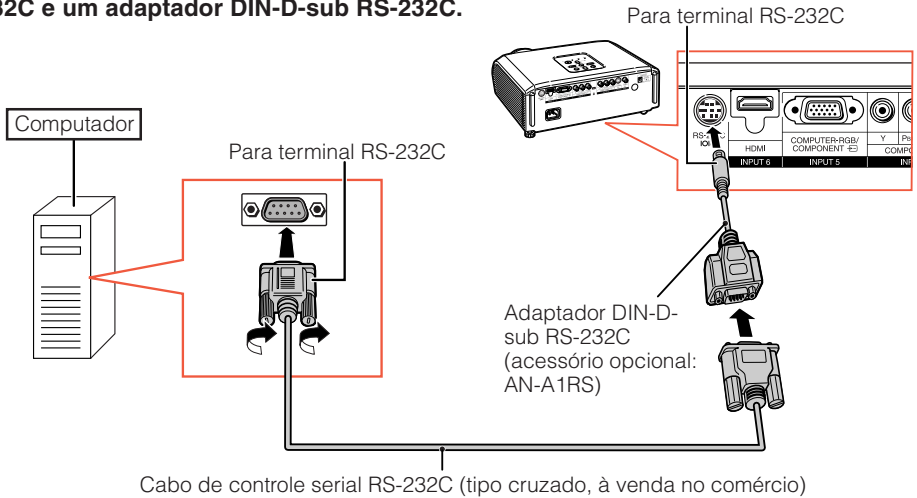 32C e um adaptador DIN-D-sub RS-232C.
Para terminal RS-232C
Computador
Para terminal RS-232C
HDMI
INPUT 6
COMPUTER-RGB/
COMPONENT
INPUT 5
Y
Adaptador DIN-D-
sub RS-232C
(acessório opcional:
AN-A1RS)
Cabo de controle serial RS-232C (tipo cruzado, à venda no comércio)